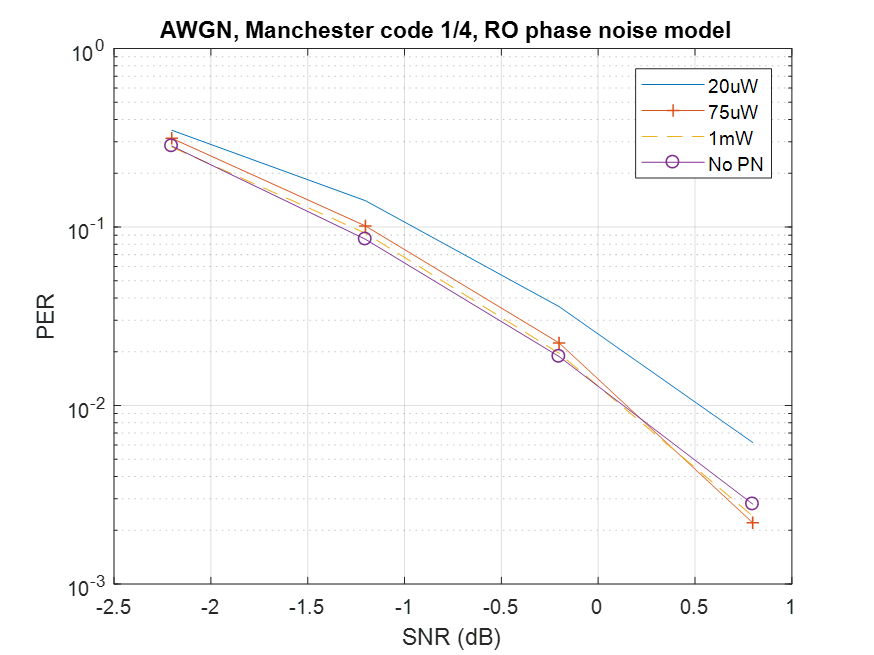 AWGN, Manchester code 1/4, RO phase noise model
10^0
10^-1
10^-2
10^-3
PER
20uW
75uW
1mW
No PN
-2.5 -2 -1.5 -1 -0.5 0 0.5 1
SNR (dB)